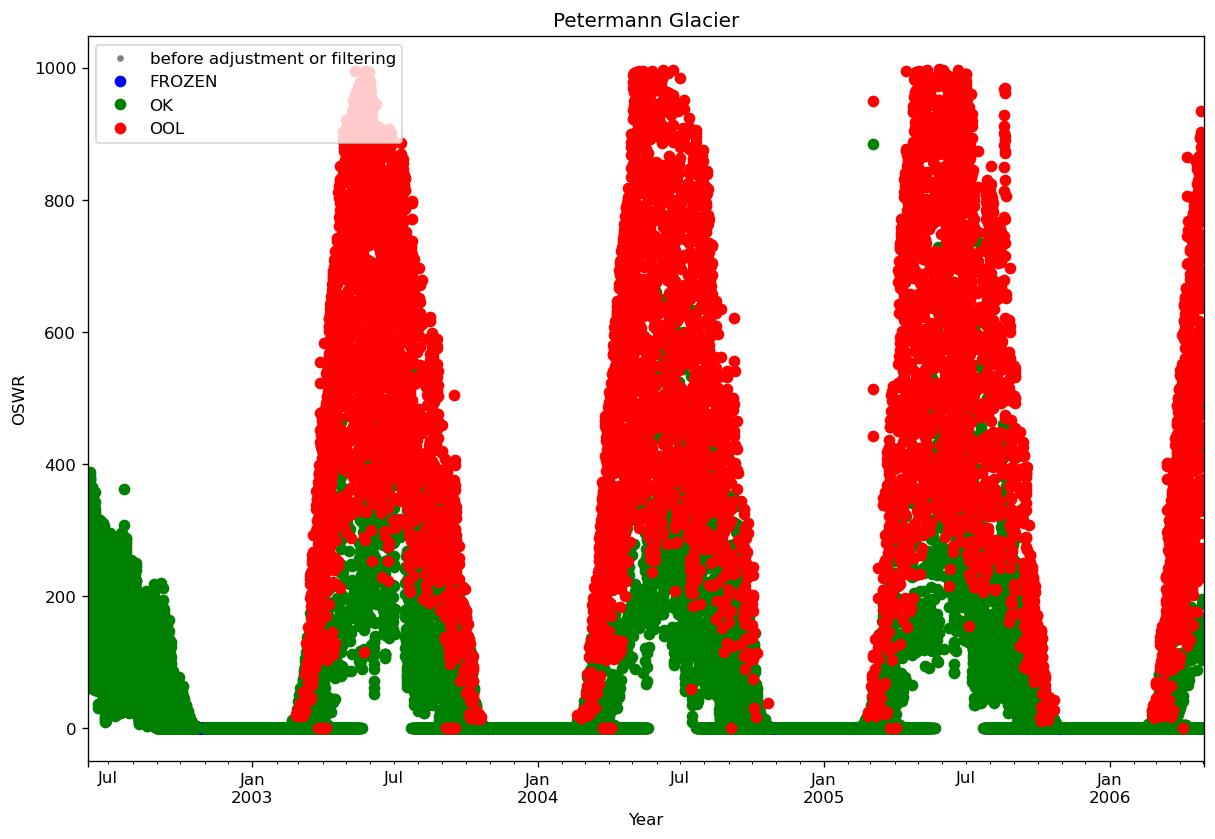 Petermann Glacier
before adjustment or filtering
FROZEN
OK
OOL
1000
800
600
400
200
0
OSWR
Jul
Jan
2003
Jul
Jan
2004
Jul
Jan
2005
Jul
Jan
2006
Year